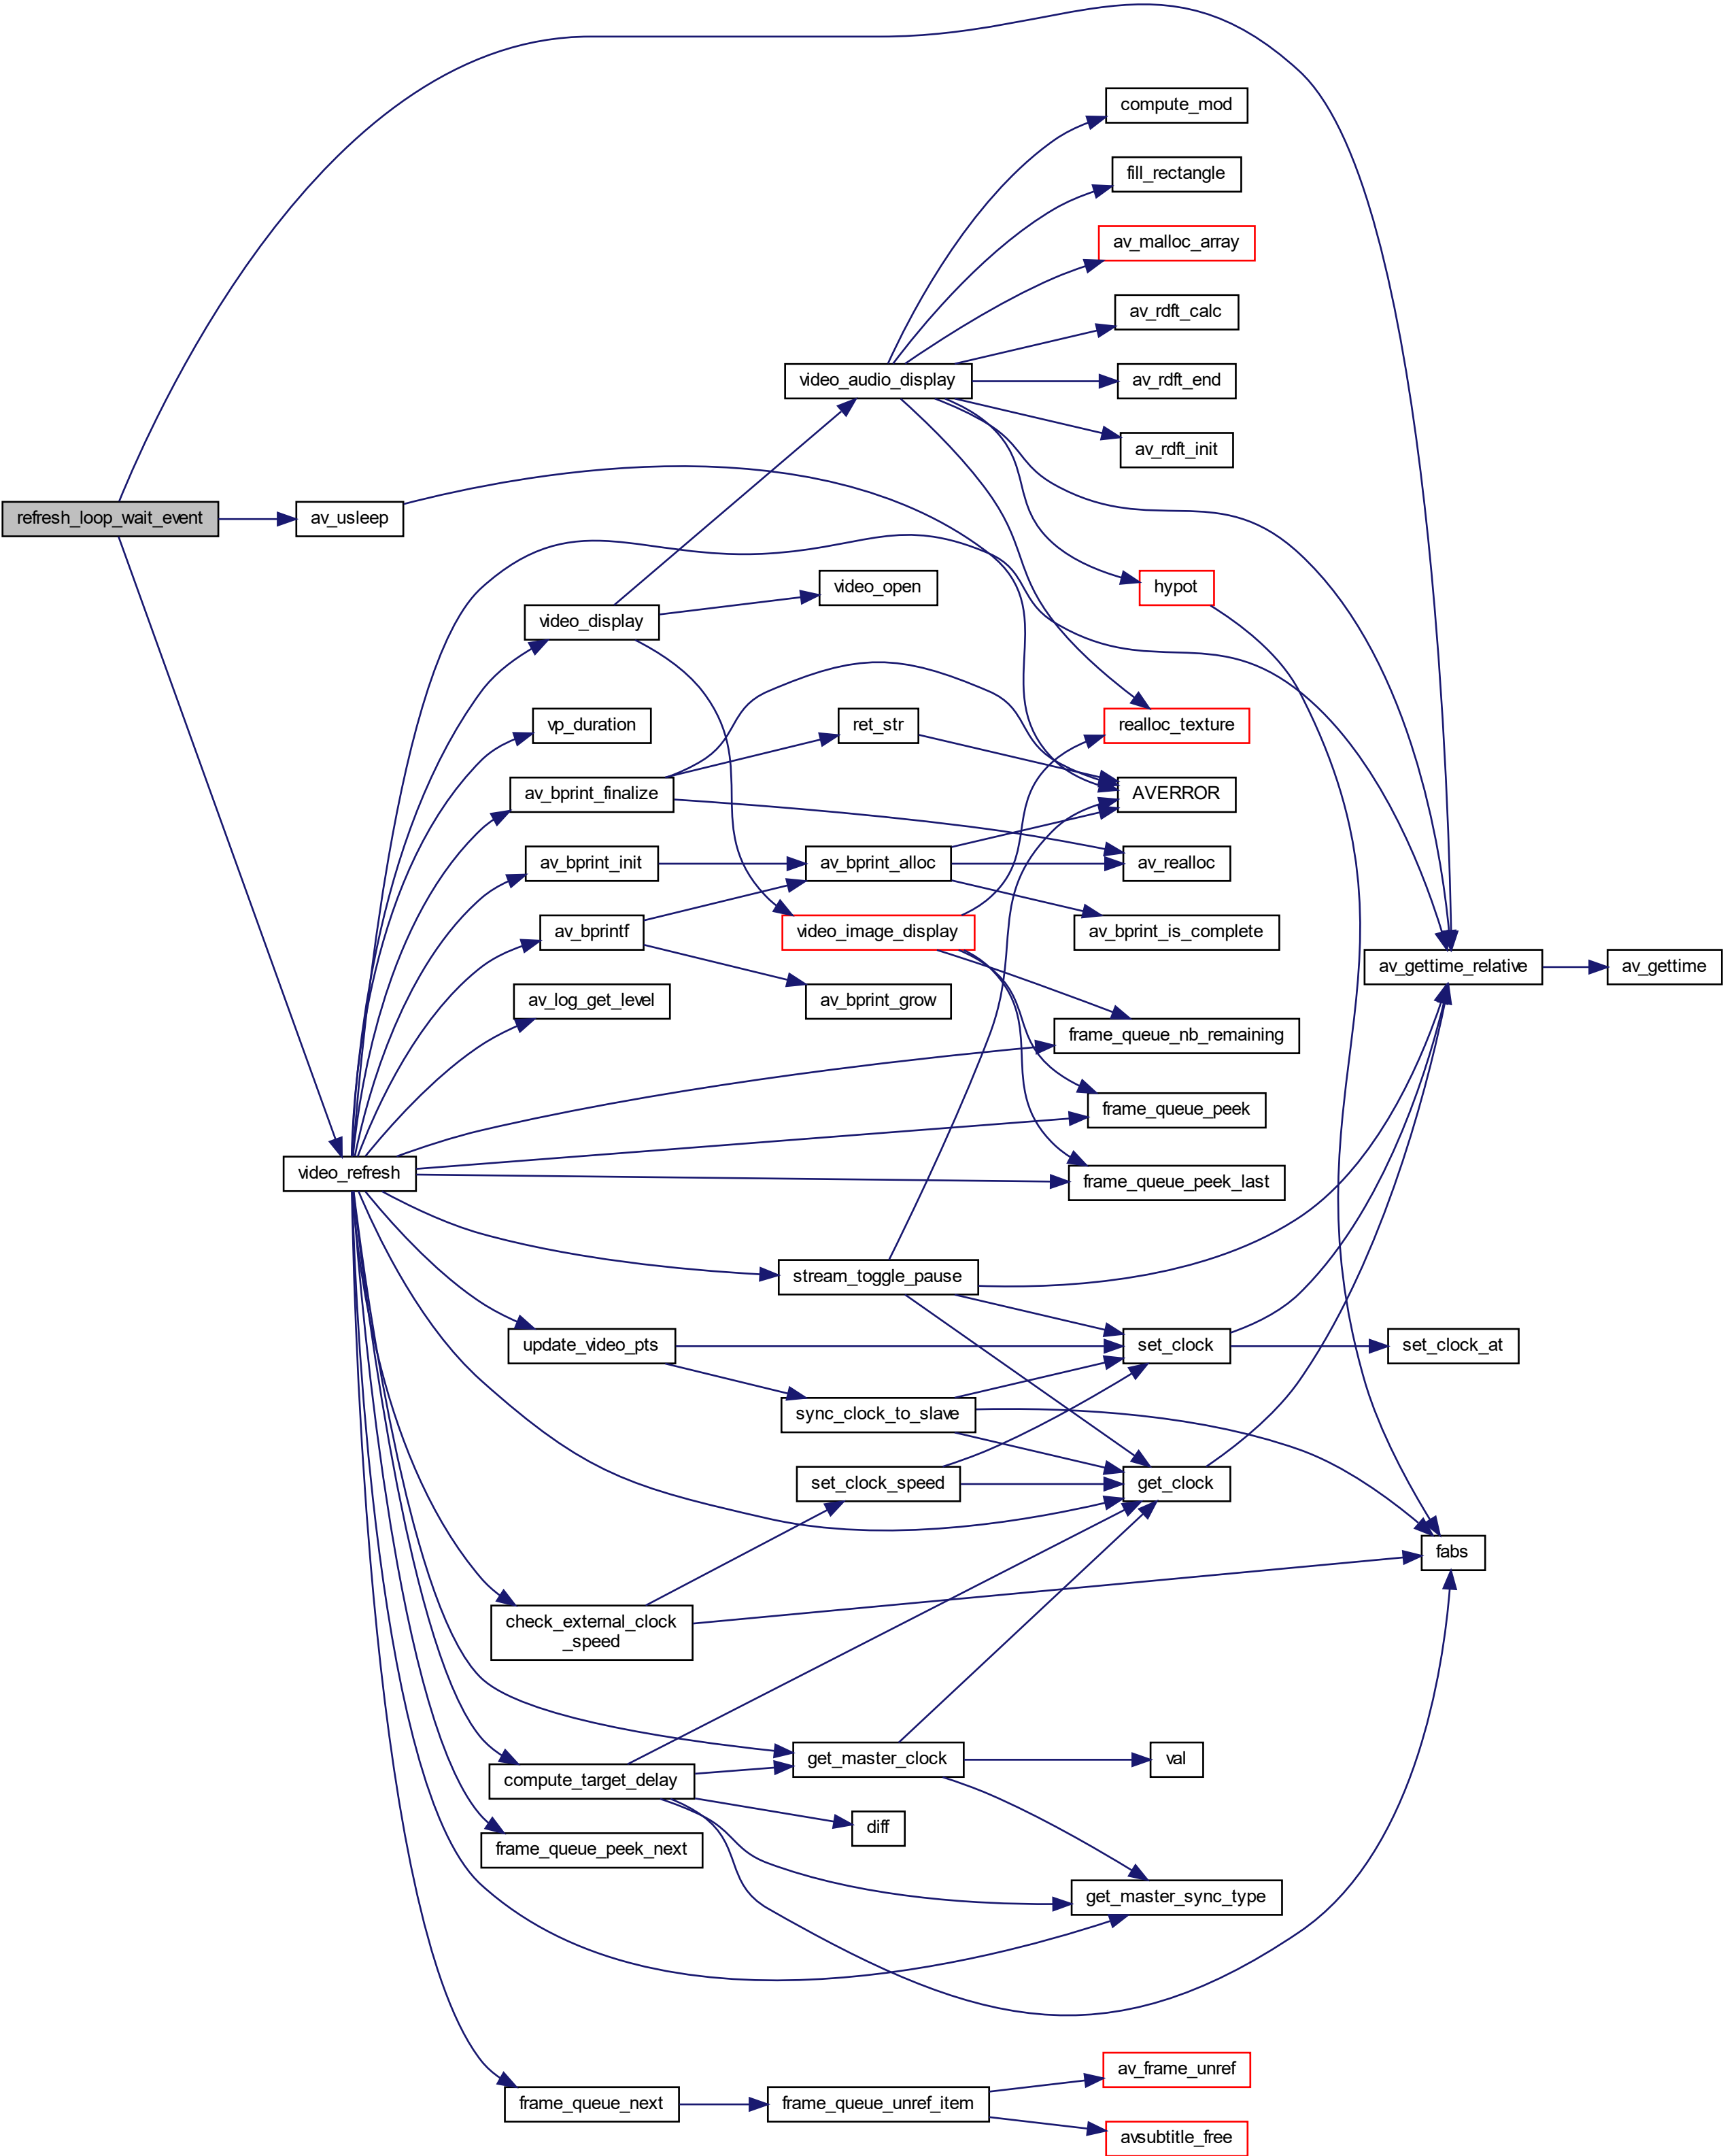 compute_mod
fill_rectangle
av_malloc_array
av_rdft_calc
video_audio_display
av_rdft_end
av_rdft_init
refresh_loop_wait_event
av_usleep
hypot
video_open
video_display
vp_duration
ret_str
realloc_texture
av_bprint_finalize
AVERROR
av_bprint_init
av_bprint_alloc
av_realloc
av_bprintf
video_image_display
av_bprint_is_complete
av_gettime_relative
av_gettime
av_log_get_level
av_bprint_grow
frame_queue_nb_remaining
frame_queue_peek
video_refresh
frame_queue_peek_last
stream_toggle_pause
update_video_pts
set_clock
set_clock_at
sync_clock_to_slave
set_clock_speed
get_clock
fabs
check_external_clock
_speed
get_master_clock
val
compute_target_delay
diff
frame_queue_peek_next
get_master_sync_type
av_frame_unref
frame_queue_next
frame_queue_unref_item
avsubtitle_free